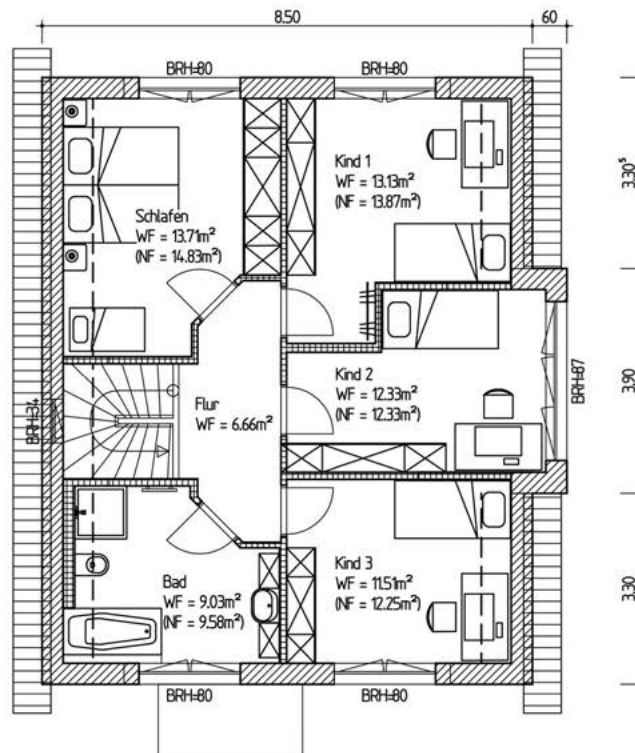 8.50
60
BRH=80
BRH=80
3.30⁵
Kind 1
WF = 13.13m²
(NF = 13.87m²)
Schlafen
WF = 13.71m²
(NF = 14.83m²)
Kind 2
WF = 12.33m²
(NF = 12.33m²)
3.90
BRH=87
BRH=34
Flur
WF = 6.66m²
Kind 3
WF = 11.51m²
(NF = 12.25m²)
3.30
Bad
WF = 9.03m²
(NF = 9.58m²)
BRH=80
BRH=80